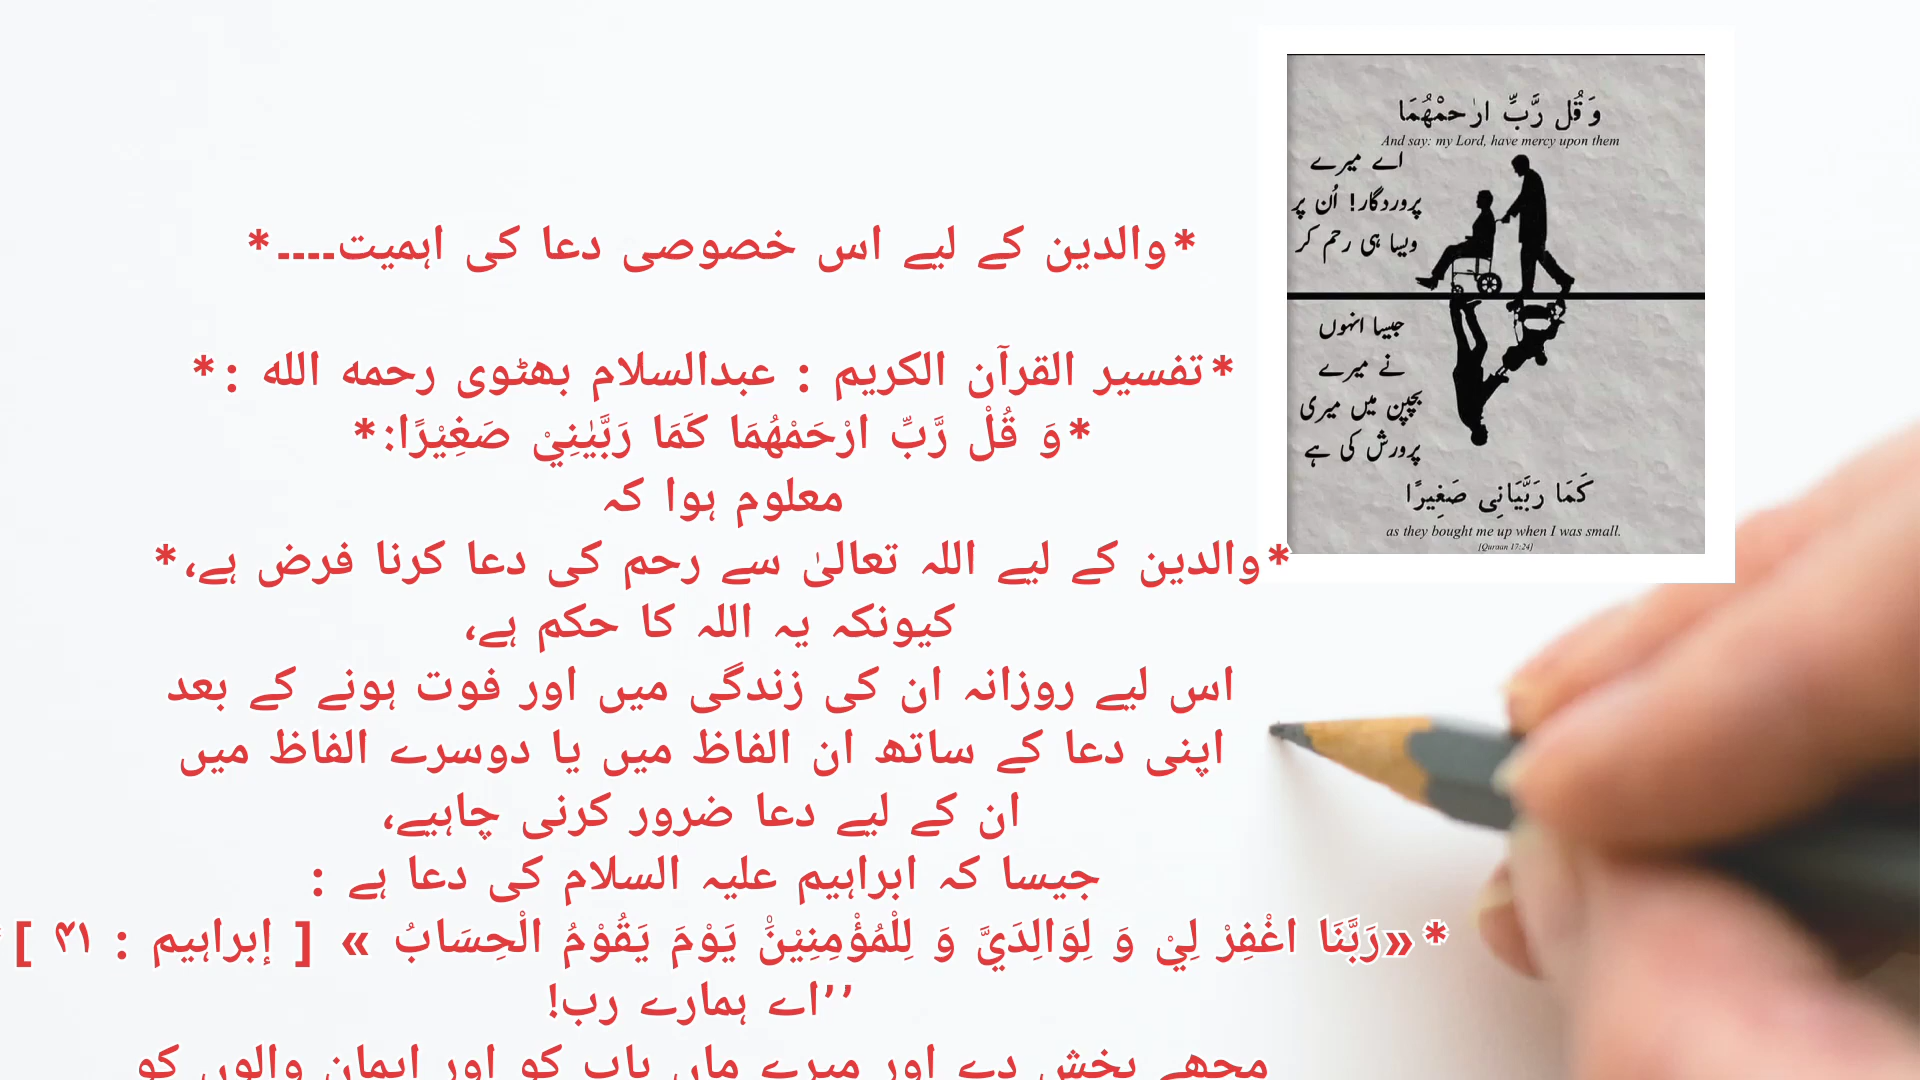 *والدین کے لیے اس خصوصی دعا کی اہمیت----*
*تفسیر القرآن الکریم : عبدالسلام بھٹوی رحمه الله :*
*وَ قُلْ رَّبِّ ارْحَمْهُمَا كَمَا رَبَّيٰنِيْ صَغِيْرًا:*
معلوم ہوا کہ
*والدین کے لیے اللہ تعالیٰ سے رحم کی دعا کرنا فرض ہے،*
کیونکہ یہ اللہ کا حکم ہے،
اس لیے روزانہ ان کی زندگی میں اور فوت ہونے کے بعد
اپنی دعا کے ساتھ ان الفاظ میں یا دوسرے الفاظ میں
ان کے لیے دعا ضرور کرنی چاہیے،
جیسا کہ ابراہیم علیہ السلام کی دعا ہے :
*«رَبَّنَا اغْفِرْ لِيْ وَ لِوَالِدَيَّ وَ لِلْمُؤْمِنِيْنَ يَوْمَ يَقُوْمُ الْحِسَابُ » [ إبراہیم : ۴۱ ]*
’’اے ہمارے رب!
مجھے بخش دے اور میرے ماں باپ کو اور ایمان والوں کو
وَقُل رَّبِّ ارْحَمْهُمَا
And say: my Lord, have mercy upon them
اے میرے
پروردگار! اُن پر
ویسا ہی رحم کر
جیسا انہوں
نے میرے
بچپن میں میری
پرورش کی ہے
كَمَا رَبَّيَانِى صَغِيرًا
as they bought me up when I was small.
[Quraan 17:24]